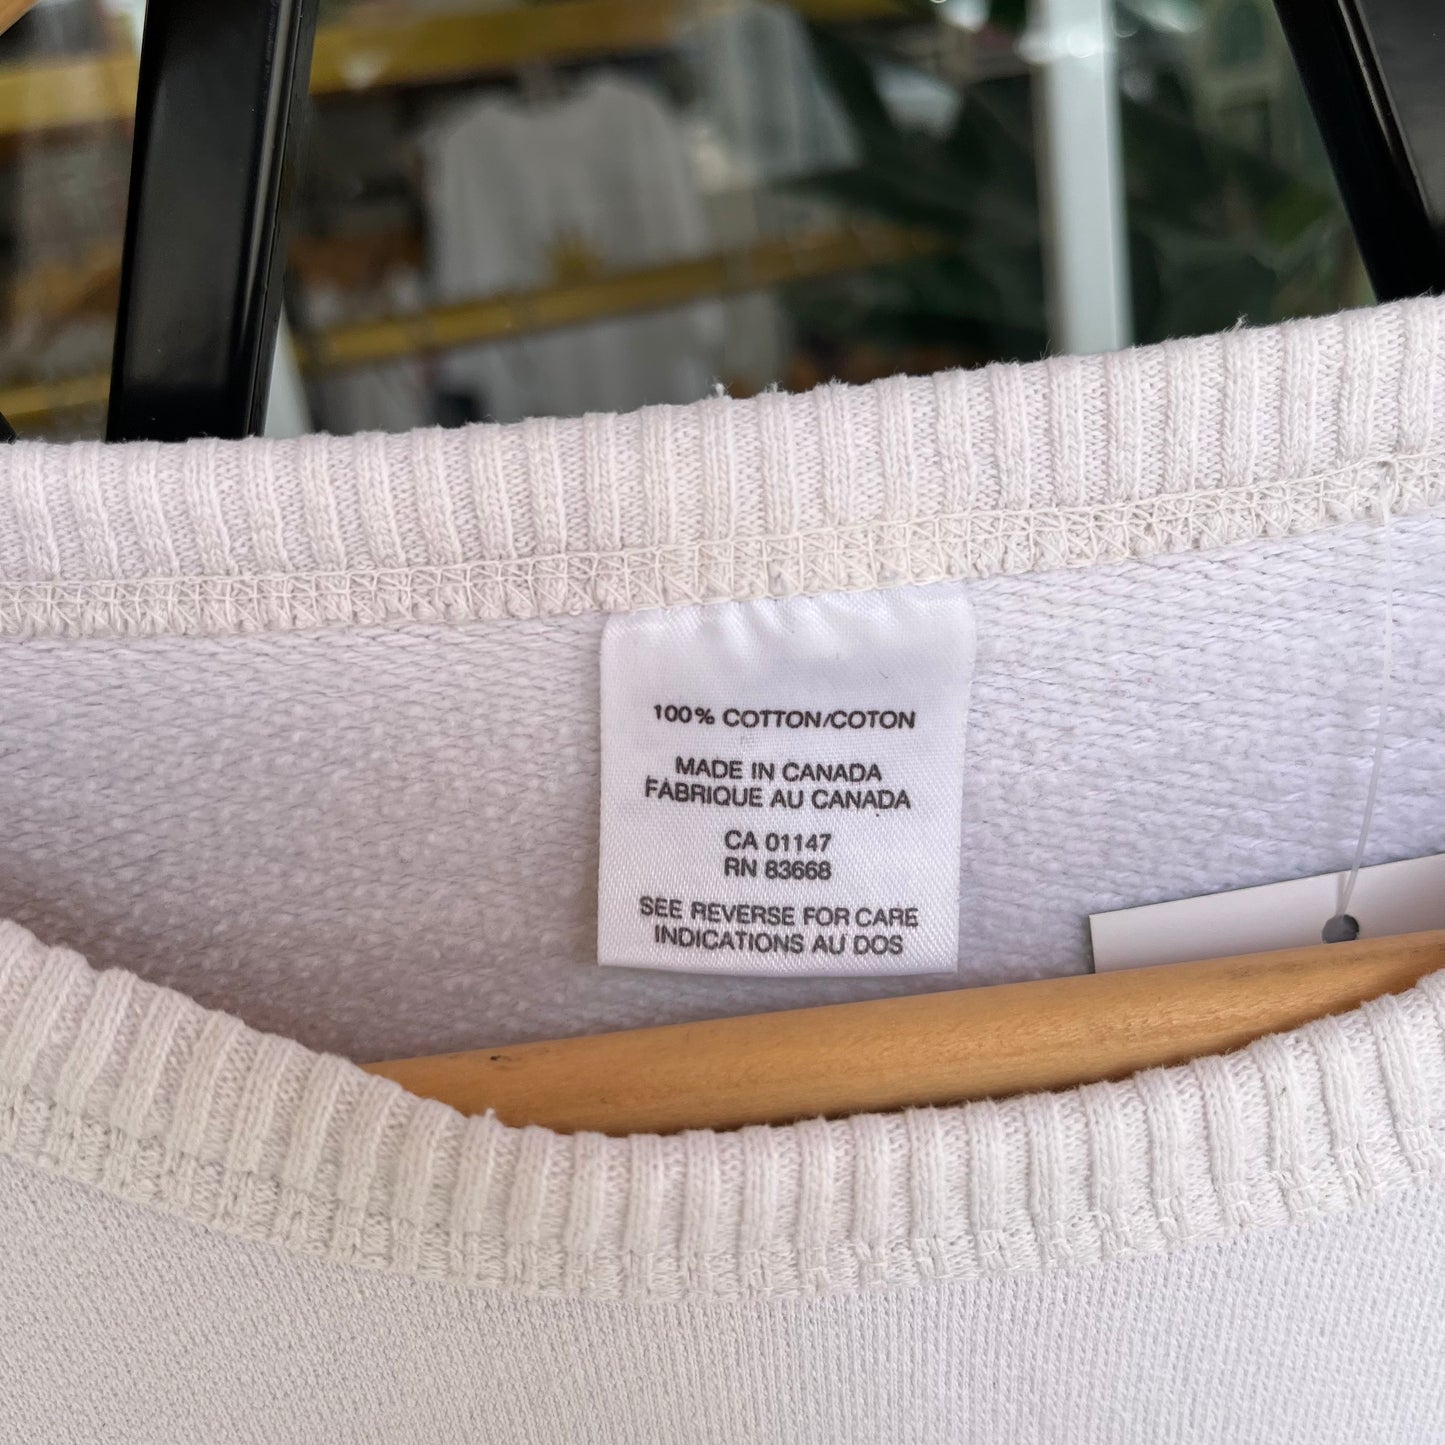 100% COTTON/COTON
MADE IN CANADA
FABRIQUE AU CANADA
CA 01147
RN 83668
SEE REVERSE FOR CARE
INDICATIONS AU DOS